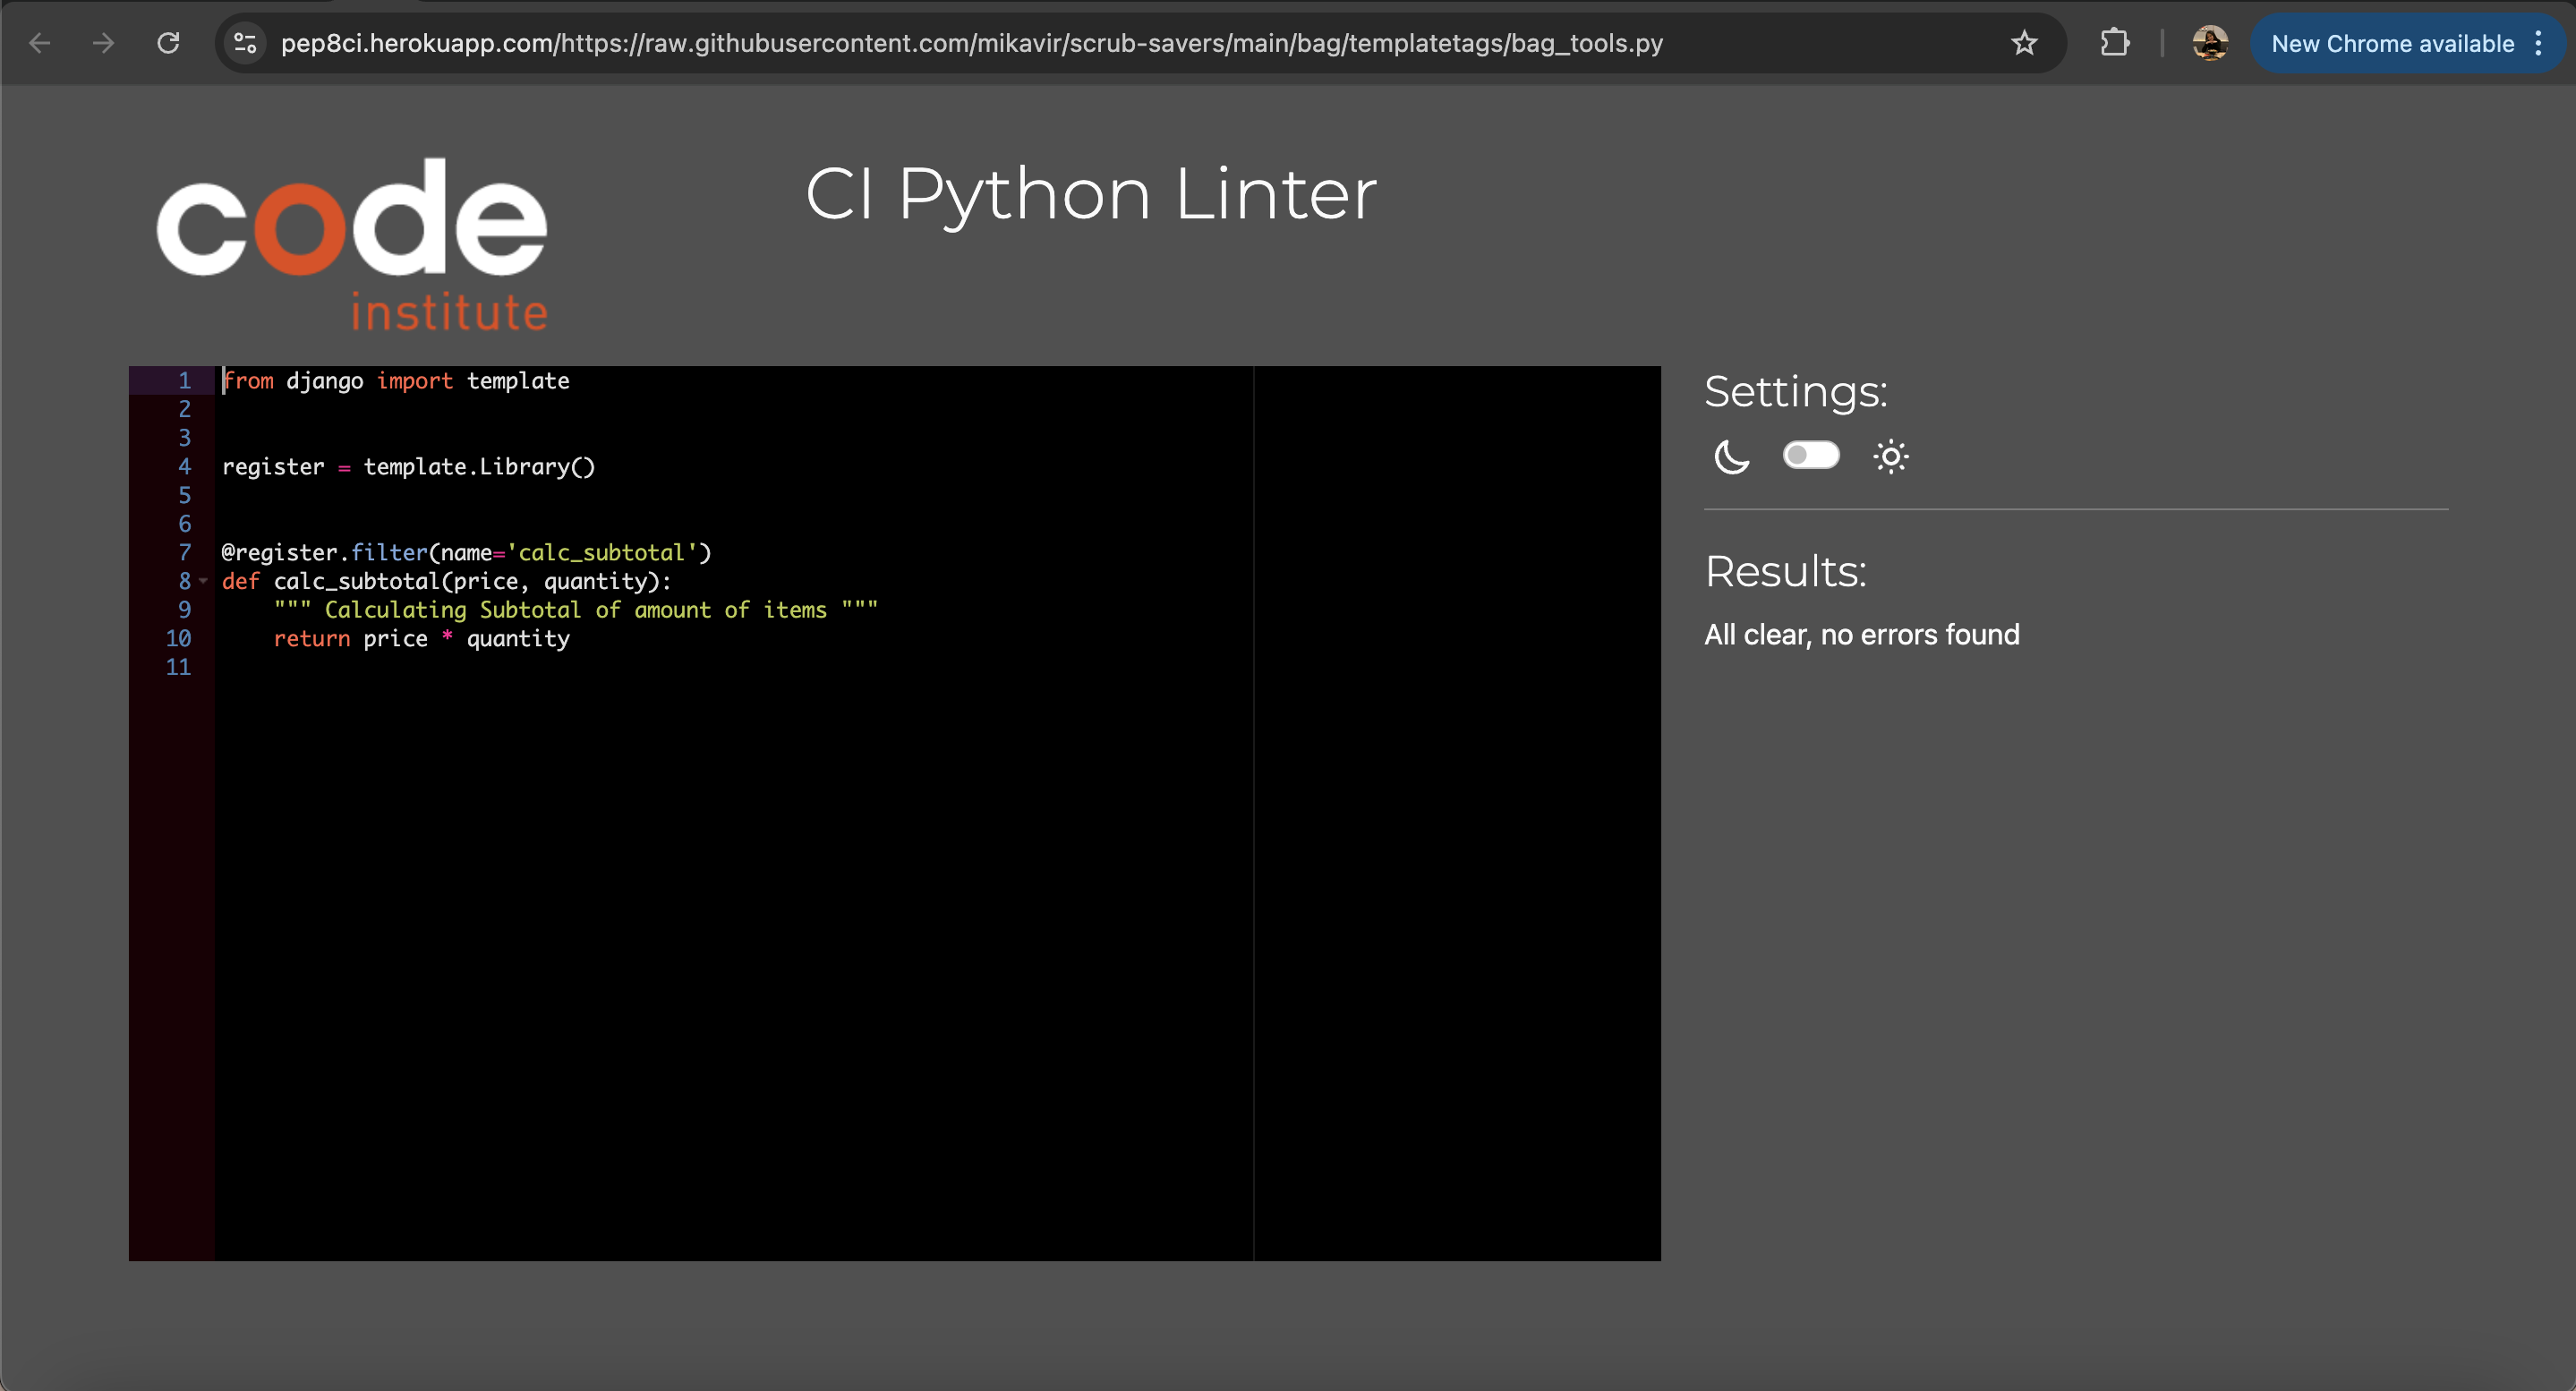 pep8ci.herokuapp.com/https://raw.githubusercontent.com/mikavir/scrub-savers/main/bag/templatetags/bag_tools.py
New Chrome available
code
institute
CI Python Linter
1 from django import template
2
3
4 register = template.Library()
5
6
7 @register.filter(name='calc_subtotal')
8 def calc_subtotal(price, quantity):
9     """ Calculating Subtotal of amount of items """
10     return price * quantity
11
Settings:
Results:
All clear, no errors found